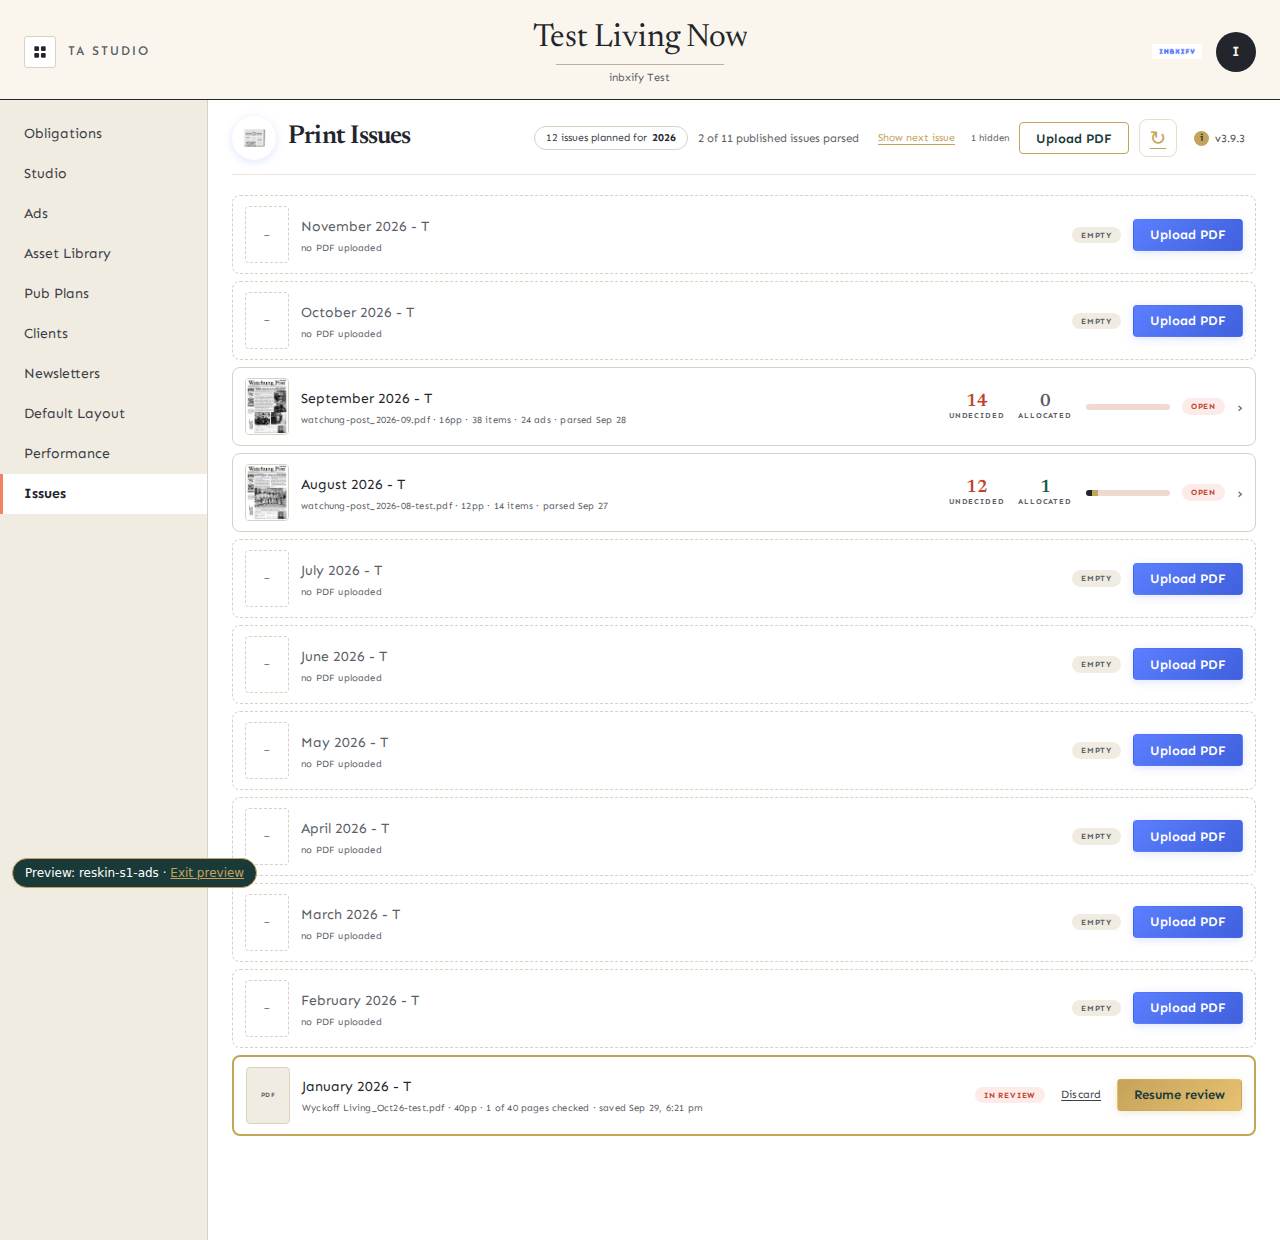 TA STUDIO
Test Living Now
inbxify Test
INBXIFY
I
Obligations
Studio
Ads
Asset Library
Pub Plans
Clients
Newsletters
Default Layout
Performance
Issues
Print Issues
12 issues planned for 2026
2 of 11 published issues parsed
Show next issue
1 hidden
Upload PDF
↻
i v3.9.3
–
November 2026 - T
no PDF uploaded
EMPTY
Upload PDF
–
October 2026 - T
no PDF uploaded
EMPTY
Upload PDF
Watchung Post
September 2026 - T
watchung-post_2026-09.pdf · 16pp · 38 items · 24 ads · parsed Sep 28
14
UNDECIDED
0
ALLOCATED
OPEN
›
Watchung Post
August 2026 - T
watchung-post_2026-08-test.pdf · 12pp · 14 items · parsed Sep 27
12
UNDECIDED
1
ALLOCATED
OPEN
›
–
July 2026 - T
no PDF uploaded
EMPTY
Upload PDF
–
June 2026 - T
no PDF uploaded
EMPTY
Upload PDF
–
May 2026 - T
no PDF uploaded
EMPTY
Upload PDF
–
April 2026 - T
no PDF uploaded
EMPTY
Upload PDF
Preview: reskin-s1-ads · Exit preview
–
March 2026 - T
no PDF uploaded
EMPTY
Upload PDF
–
February 2026 - T
no PDF uploaded
EMPTY
Upload PDF
PDF
January 2026 - T
Wyckoff Living_Oct26-test.pdf · 40pp · 1 of 40 pages checked · saved Sep 29, 6:21 pm
IN REVIEW
Discard
Resume review